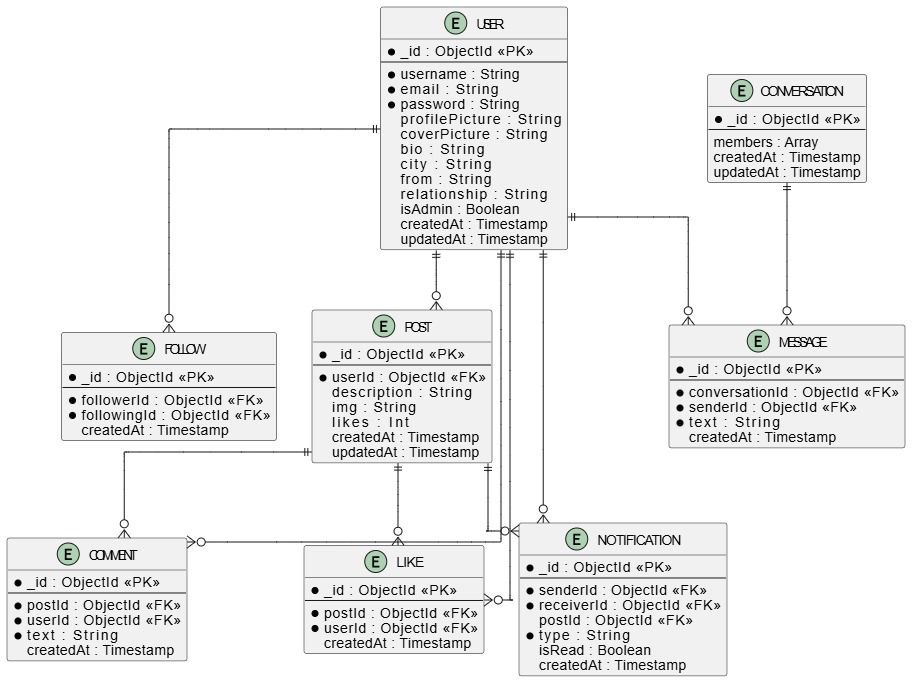 E USER
_id : ObjectId «PK»
username : String
email : String
password : String
profilePicture : String
coverPicture : String
bio : String
city : String
from : String
relationship : String
isAdmin : Boolean
createdAt : Timestamp
updatedAt : Timestamp
E CONVERSATION
_id : ObjectId «PK»
members : Array
createdAt : Timestamp
updatedAt : Timestamp
E FOLLOW
_id : ObjectId «PK»
followerId : ObjectId «FK»
followingId : ObjectId «FK»
createdAt : Timestamp
E POST
_id : ObjectId «PK»
userId : ObjectId «FK»
description : String
img : String
likes : Int
createdAt : Timestamp
updatedAt : Timestamp
E MESSAGE
_id : ObjectId «PK»
conversationId : ObjectId «FK»
senderId : ObjectId «FK»
text : String
createdAt : Timestamp
E COMMENT
_id : ObjectId «PK»
postId : ObjectId «FK»
userId : ObjectId «FK»
text : String
createdAt : Timestamp
E LIKE
_id : ObjectId «PK»
postId : ObjectId «FK»
userId : ObjectId «FK»
createdAt : Timestamp
E NOTIFICATION
_id : ObjectId «PK»
senderId : ObjectId «FK»
receiverId : ObjectId «FK»
postId : ObjectId «FK»
type : String
isRead : Boolean
createdAt : Timestamp